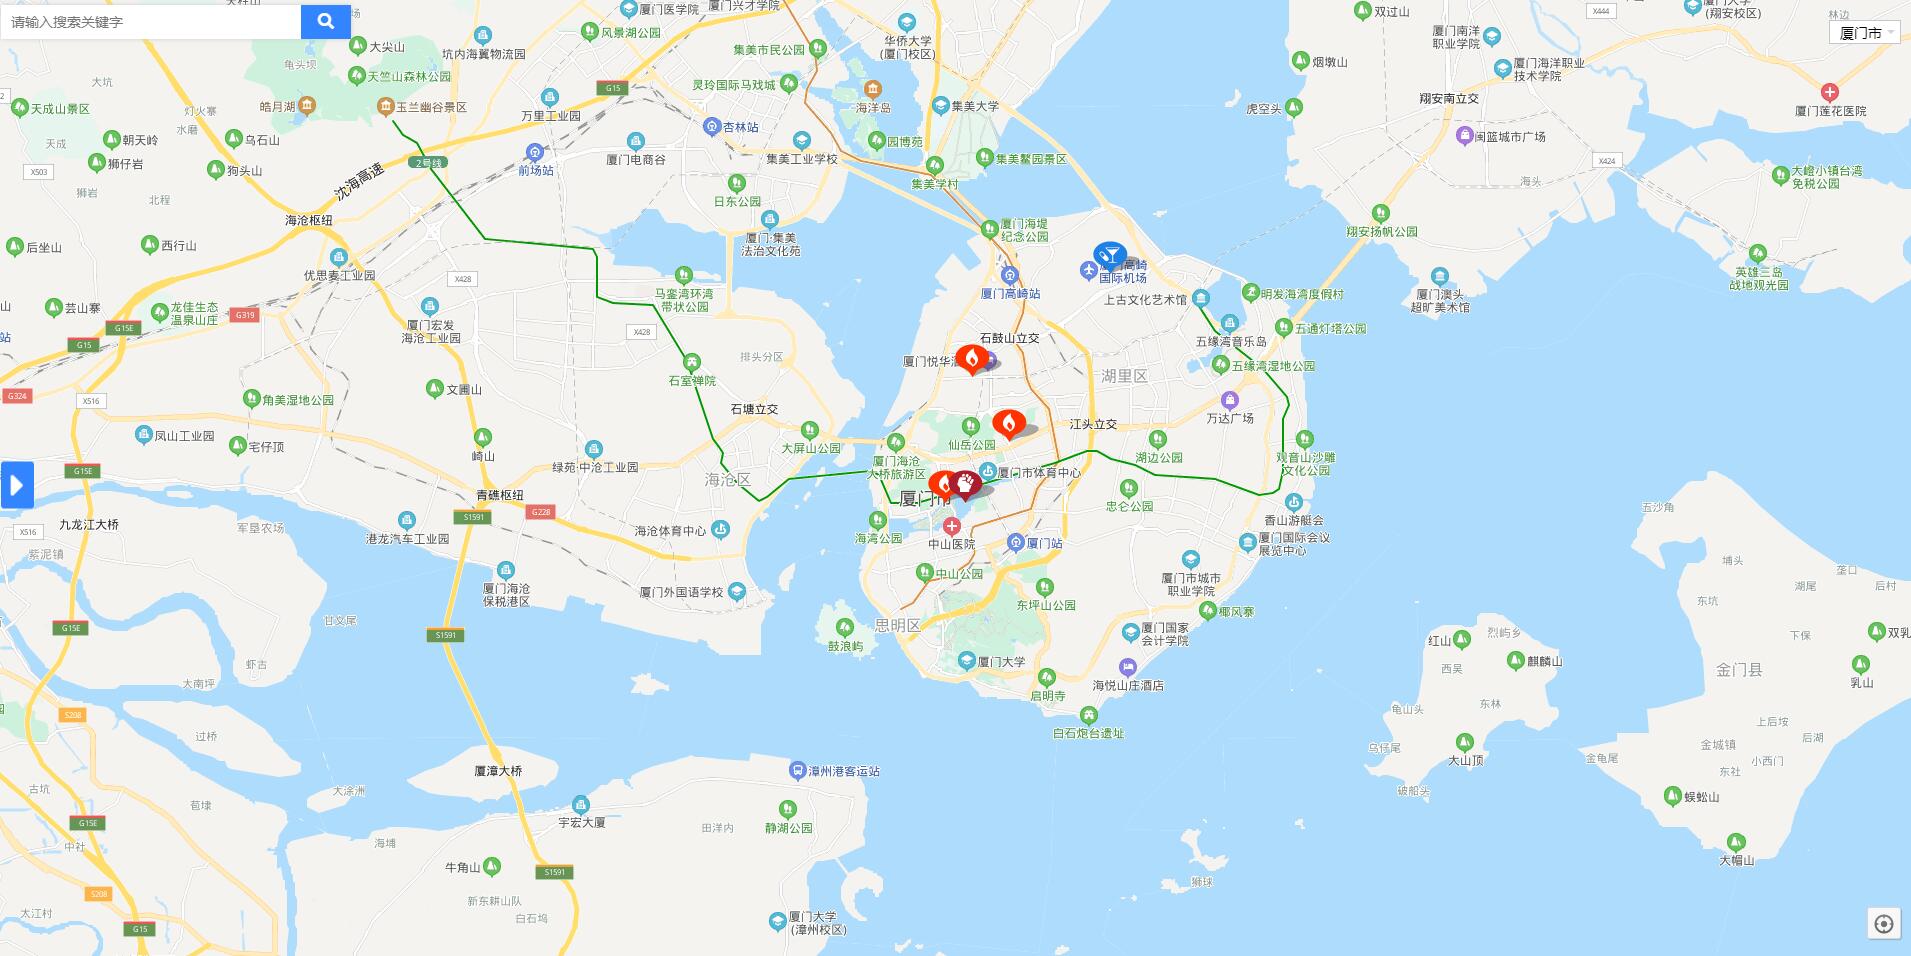 请输入搜索关键字
厦门市
厦门医学院
厦门兴才学院
双过山
X444
(翔安校区)
林边
大尖山
坑内海翼物流园
风景湖公园
集美市民公园
华侨大学
(厦门校区)
厦门南洋
职业学院
龟头坝
天竺山森林公园
大坑
灵玲国际马戏城
烟墩山
厦门海洋职业
技术学院
G15
天成山景区
灯火寨
皓月湖
玉兰幽谷景区
万里工业园
海洋岛
集美大学
虎空头
翔安南立交
厦门莲花医院
水磨
朝天岭
乌石山
天成
杏林站
园博苑
闽篮城市广场
狮仔岩
2号线
前场站
厦门电商谷
集美工业学校
集美鳌园景区
X424
X503
狗头山
沈海高速
集美学村
大嶝小镇台湾
免税公园
海头
狮岩
北程
日东公园
海沧枢纽
厦门海堤
纪念公园
翔安扬帆公园
后坐山
西行山
厦门·集美
法治文化苑
优思麦工业园
X428
马銮湾环湾
带状公园
厦门高崎站
厦门高崎
国际机场
上古文化艺术馆
明发海湾度假村
厦门澳头
超旷美术馆
英雄三岛
战地观光园
山
芸山寨
龙佳生态
温泉山庄
G319
厦门宏发
海沧工业园
X428
G15E
站
G15
石鼓山立交
五缘湾音乐岛
五通灯塔公园
排头分区
石室禅院
厦门悦华酒
湖里区
五缘湾湿地公园
G324
X516
角美湿地公园
文圃山
石塘立交
万达广场
江头立交
凤山工业园
宅仔顶
崎山
大屏山公园
仙岳公园
湖边公园
G15E
绿苑·中沧工业园
海沧区
厦门海沧
大桥旅游区
厦门市体育中心
观音山沙雕
文化公园
青礁枢纽
厦门市
忠仑公园
九龙江大桥
军垦农场
S1591
G228
五沙角
香山游艇会
X516
紫泥镇
港龙汽车工业园
海沧体育中心
海湾公园
中山医院
厦门站
厦门国际会议
展览中心
埔头
垄口
厦门海沧
保税港区
厦门外国语学校
中山公园
东坪山公园
厦门市城市
职业学院
湖尾
后村
东坑
甘文尾
G15E
S1591
思明区
椰风寨
下保
双乳
鼓浪屿
厦门国家
会计学院
红山
烈屿乡
虾古
厦门大学
西吴
麒麟山
金门县
乳山
大南坪
启明寺
海悦山庄酒店
东林
龟山头
S208
白石炮台遗址
上后垵
过桥
乌仔尾
金城镇
后湖
大山顶
金龟尾
小西门
厦漳大桥
漳州港客运站
东社
古坑
大涂洲
破船头
蜈蚣山
苞埭
宇宏大厦
静湖公园
田洋内
G15E
中社
海埔
大帽山
牛角山
S1591
狮球
S208
新东耕山队
太江村
白石坞
厦门大学
(漳州校区)
G15